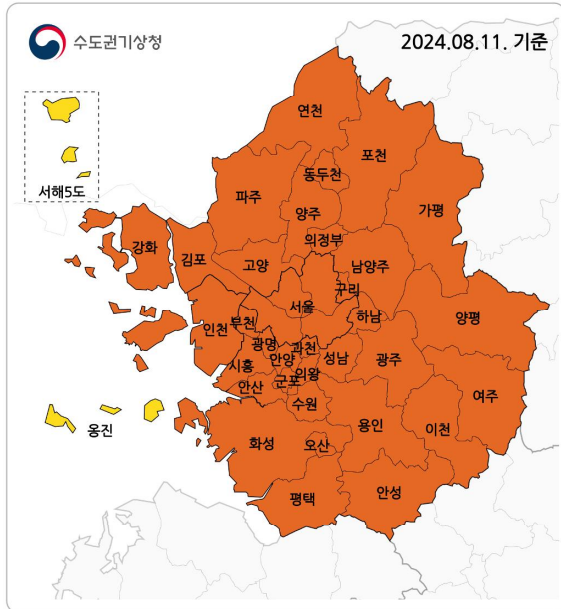 수도권기상청
2024.08.11. 기준
연천
포천
서해5도
동두천
파주
양주
가평
의정부
강화
김포
고양
남양주
구리
서울
하남
양평
인천
부천
광명
과천
시흥
안양
의왕
성남
광주
안산
군포
수원
여주
옹진
용인
이천
화성
오산
평택
안성